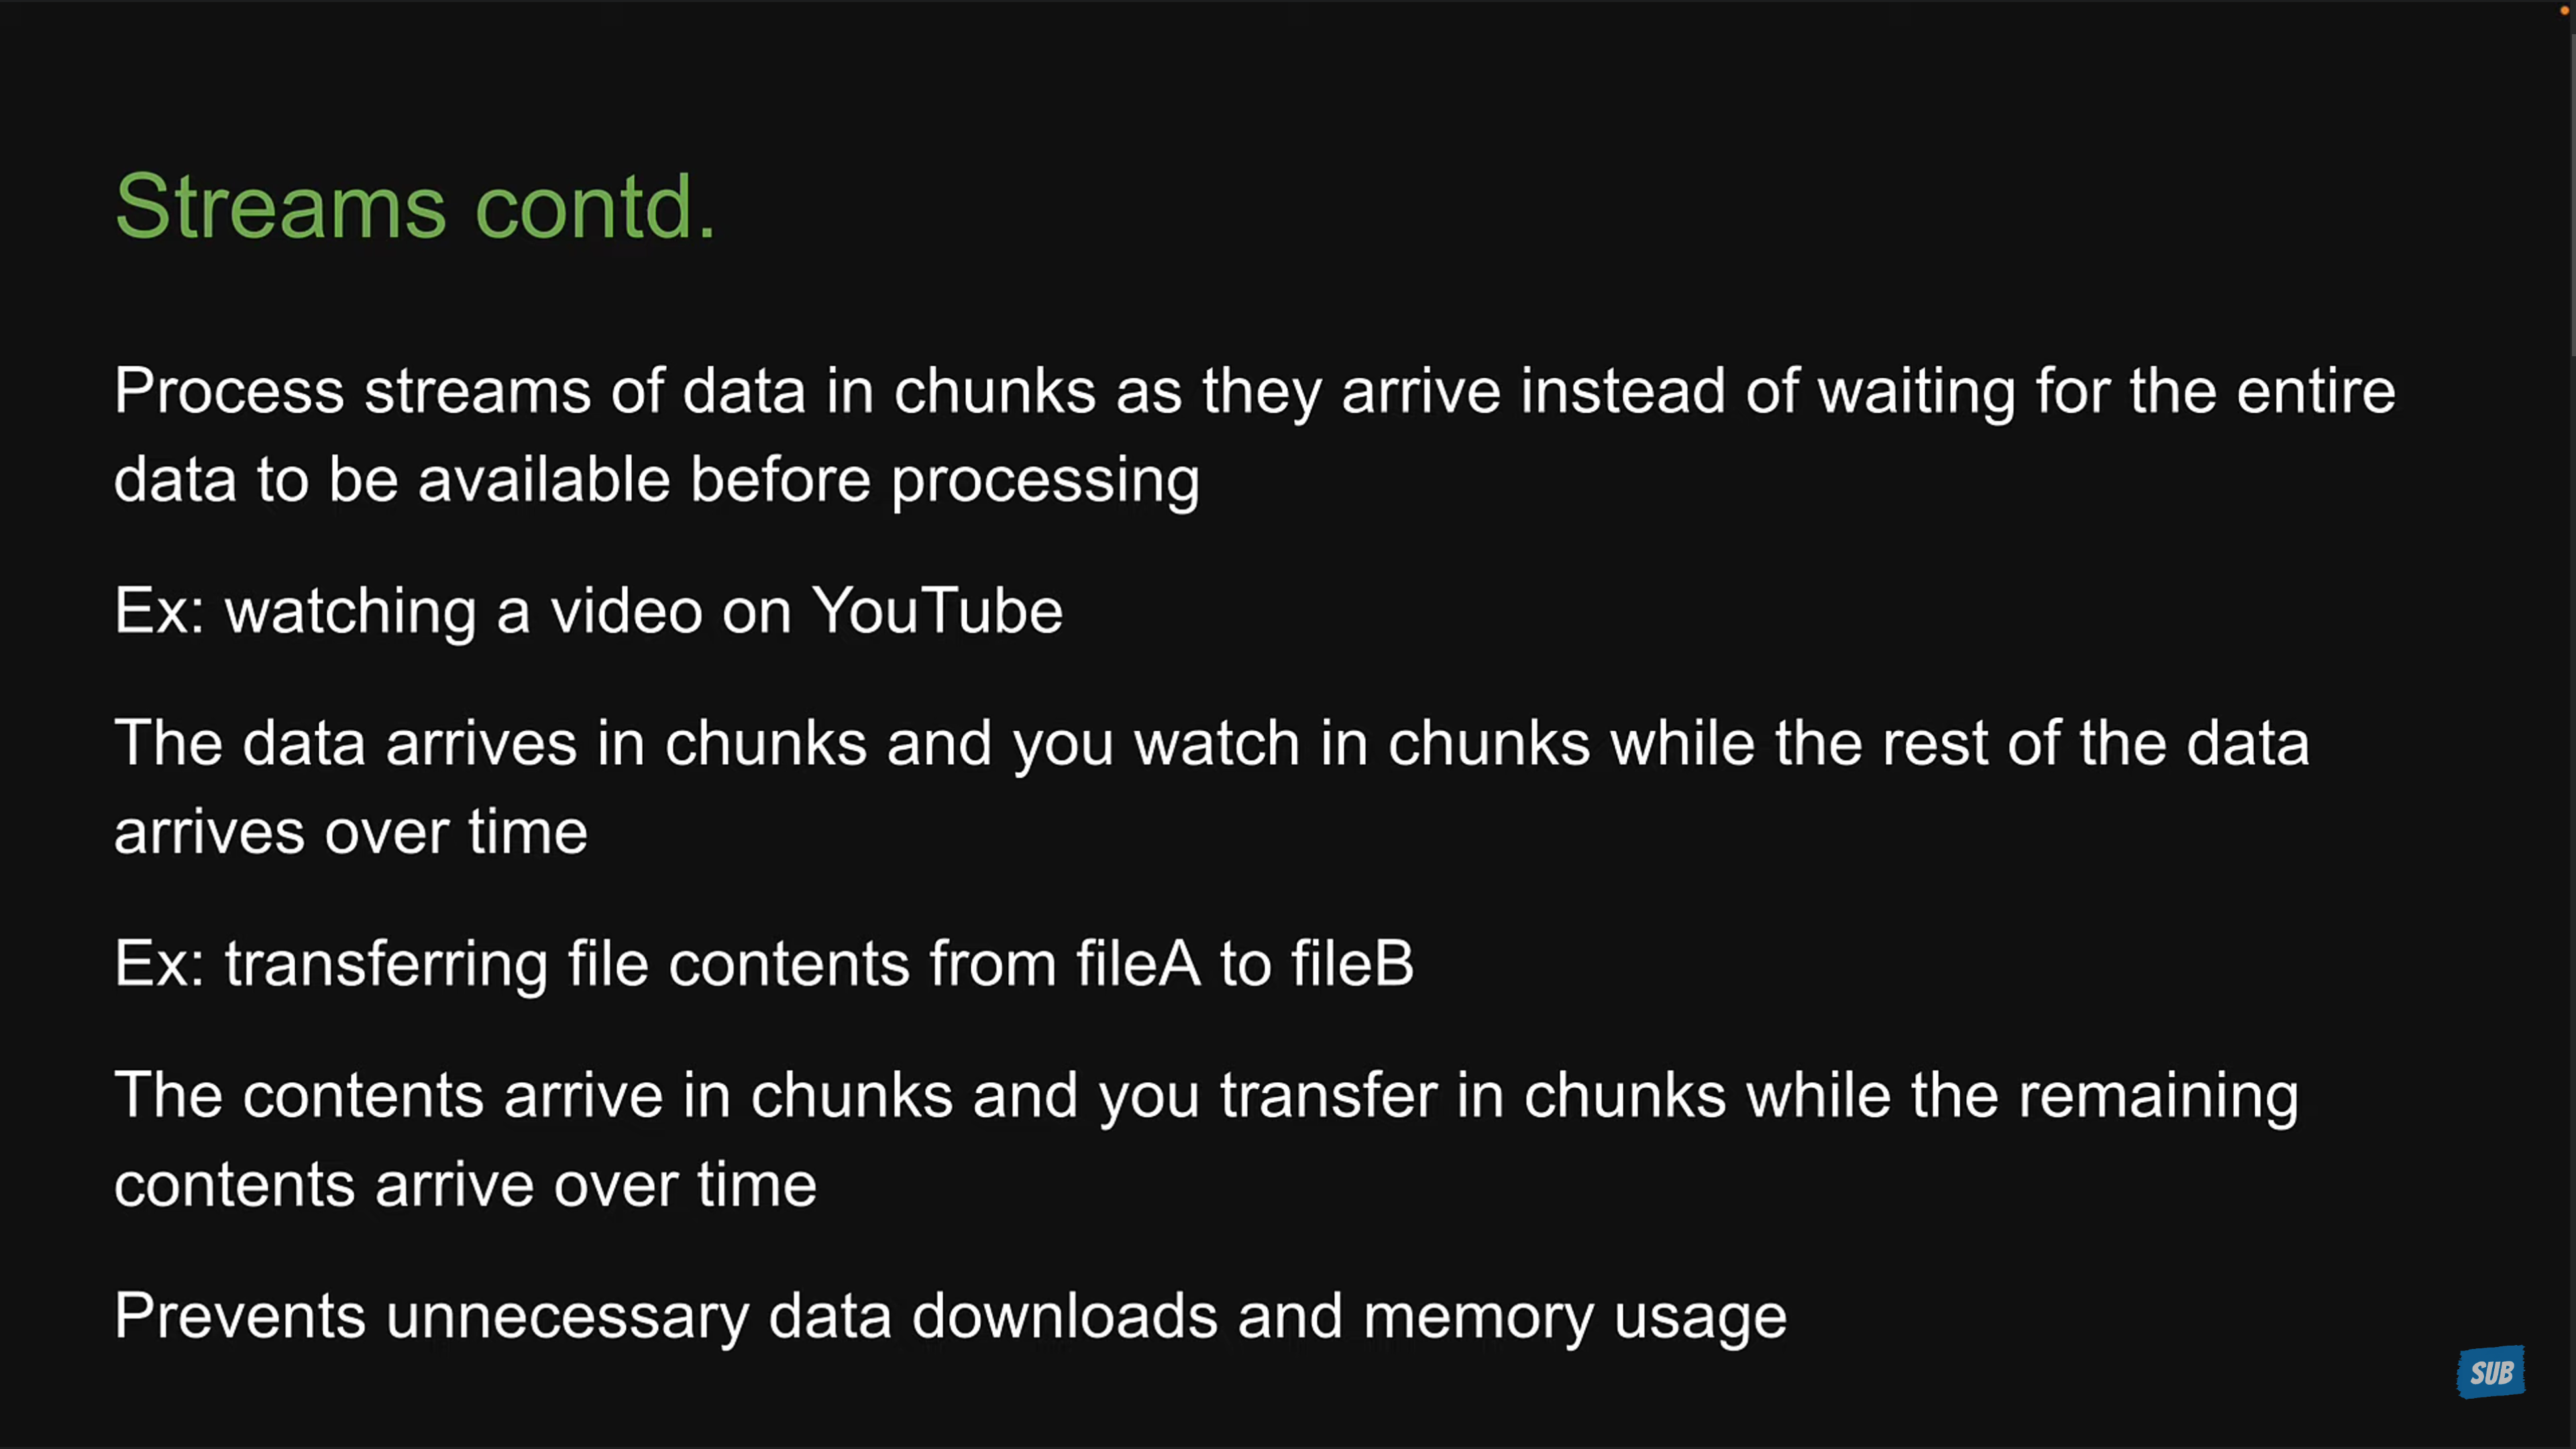 Streams contd.
Process streams of data in chunks as they arrive instead of waiting for the entire
data to be available before processing
Ex: watching a video on YouTube
The data arrives in chunks and you watch in chunks while the rest of the data
arrives over time
Ex: transferring file contents from fileA to fileB
The contents arrive in chunks and you transfer in chunks while the remaining
contents arrive over time
Prevents unnecessary data downloads and memory usage
SUB